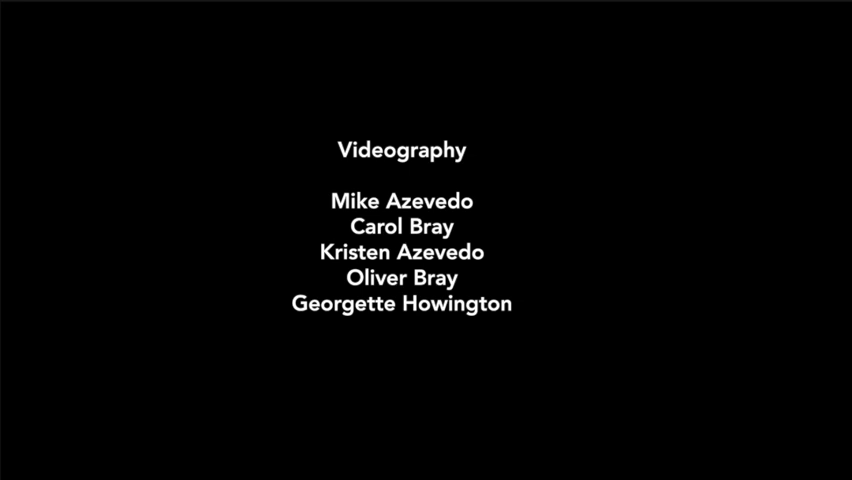 Videography
Mike Azevedo
Carol Bray
Kristen Azevedo
Oliver Bray
Georgette Howington